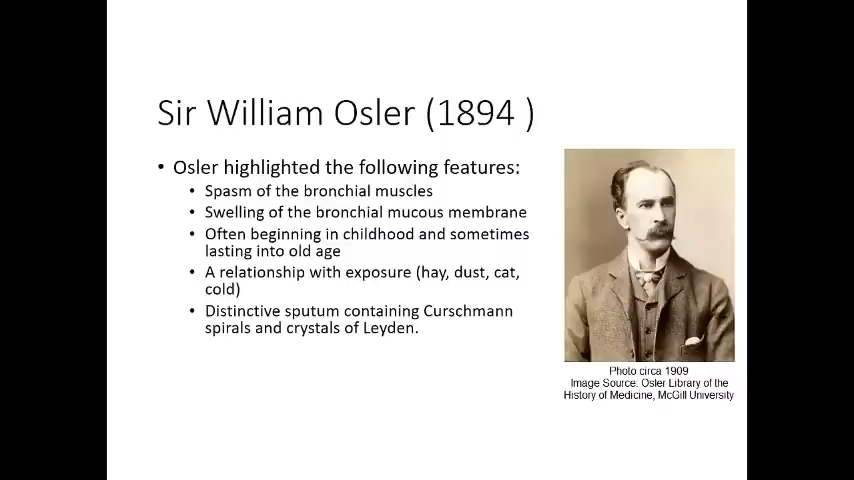 Sir William Osler (1894 )
• Osler highlighted the following features:
• Spasm of the bronchial muscles
• Swelling of the bronchial mucous membrane
• Often beginning in childhood and sometimes
lasting into old age
• A relationship with exposure (hay, dust, cat,
cold)
• Distinctive sputum containing Curschmann
spirals and crystals of Leyden.
Photo circa 1909
Image Source: Osler Library of the
History of Medicine, McGill University